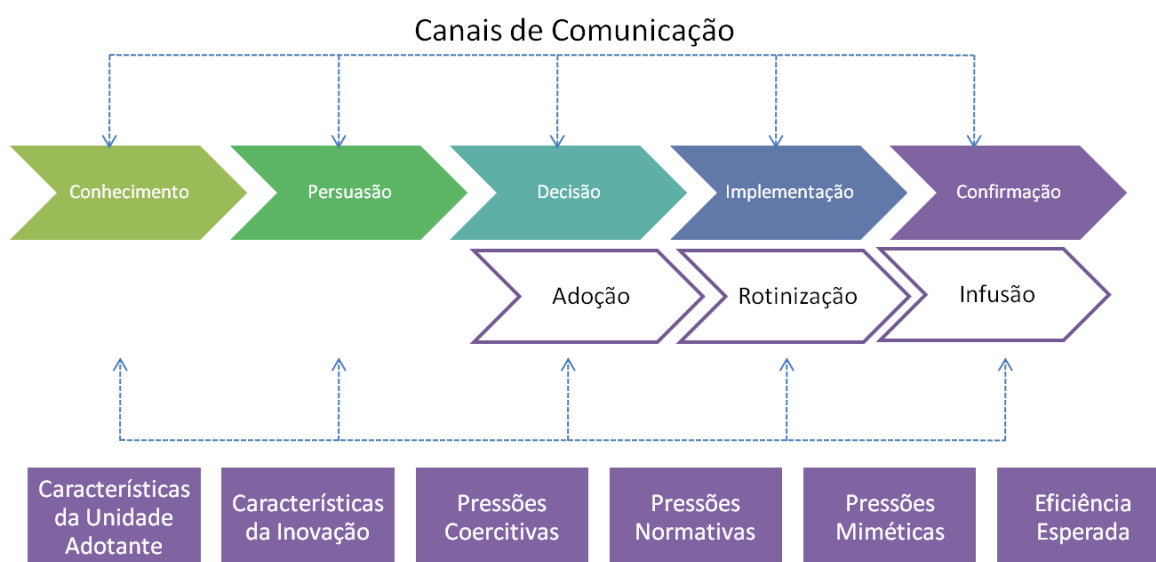 Canais de Comunicação
Conhecimento
Persuasão
Decisão
Implementação
Confirmação
Adoção
Rotinização
Infusão
Características
da Unidade
Adotante
Características
da Inovação
Pressões
Coercitivas
Pressões
Normativas
Pressões
Miméticas
Eficiência
Esperada